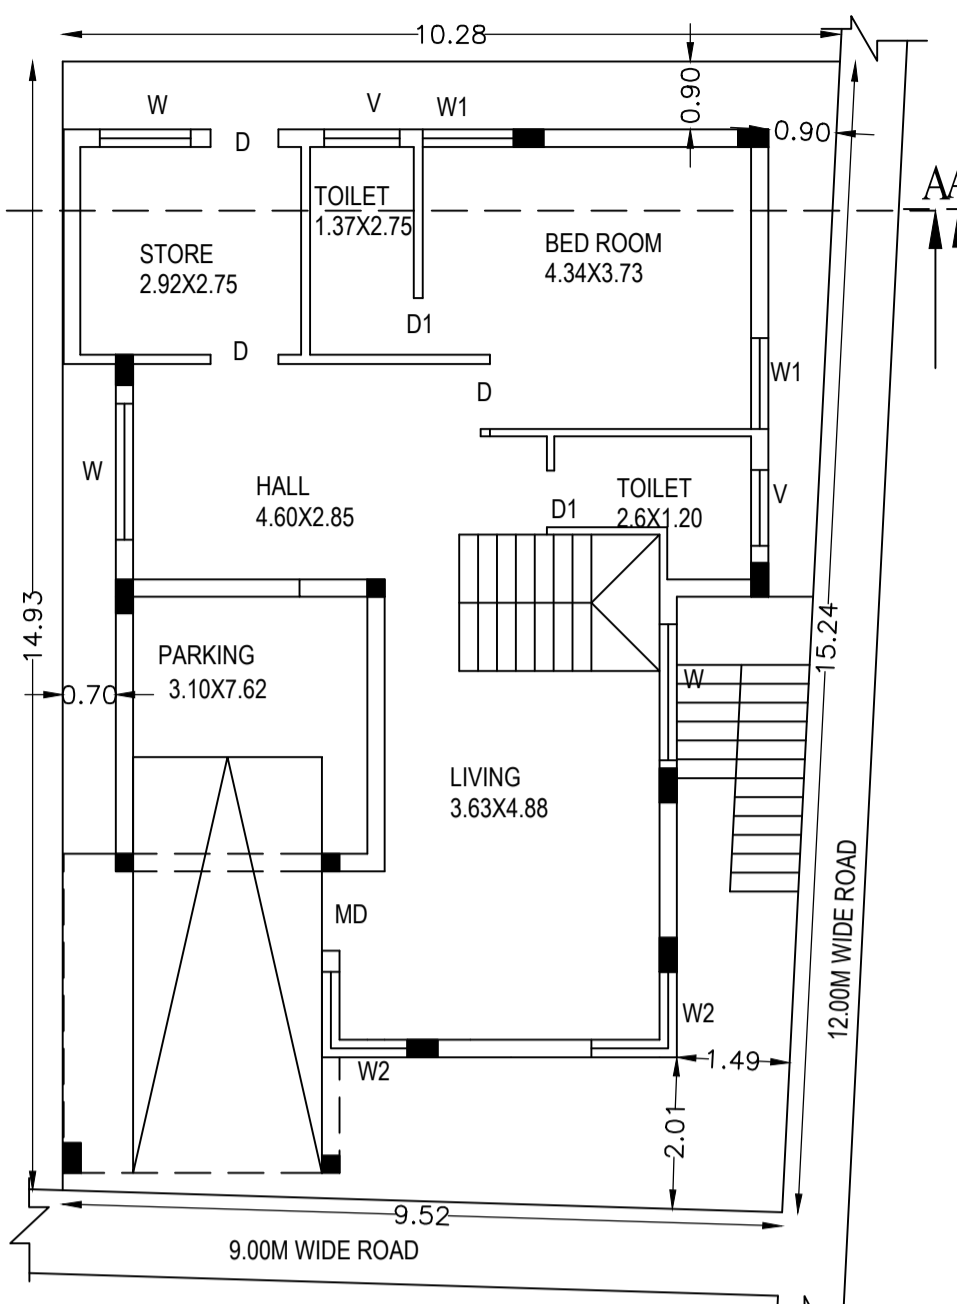 10.28
W
V
W1
D
0.90
0.90
AA
TOILET
1.37X2.75
STORE
2.92X2.75
BED ROOM
4.34X3.73
D1
D
W1
D
W
HALL
4.60X2.85
TOILET
2.6X1.20
V
D1
14.93
15.24
PARKING
3.10X7.62
0.70
W
LIVING
3.63X4.88
MD
12.00M WIDE ROAD
W2
W2
1.49
2.01
9.52
9.00M WIDE ROAD